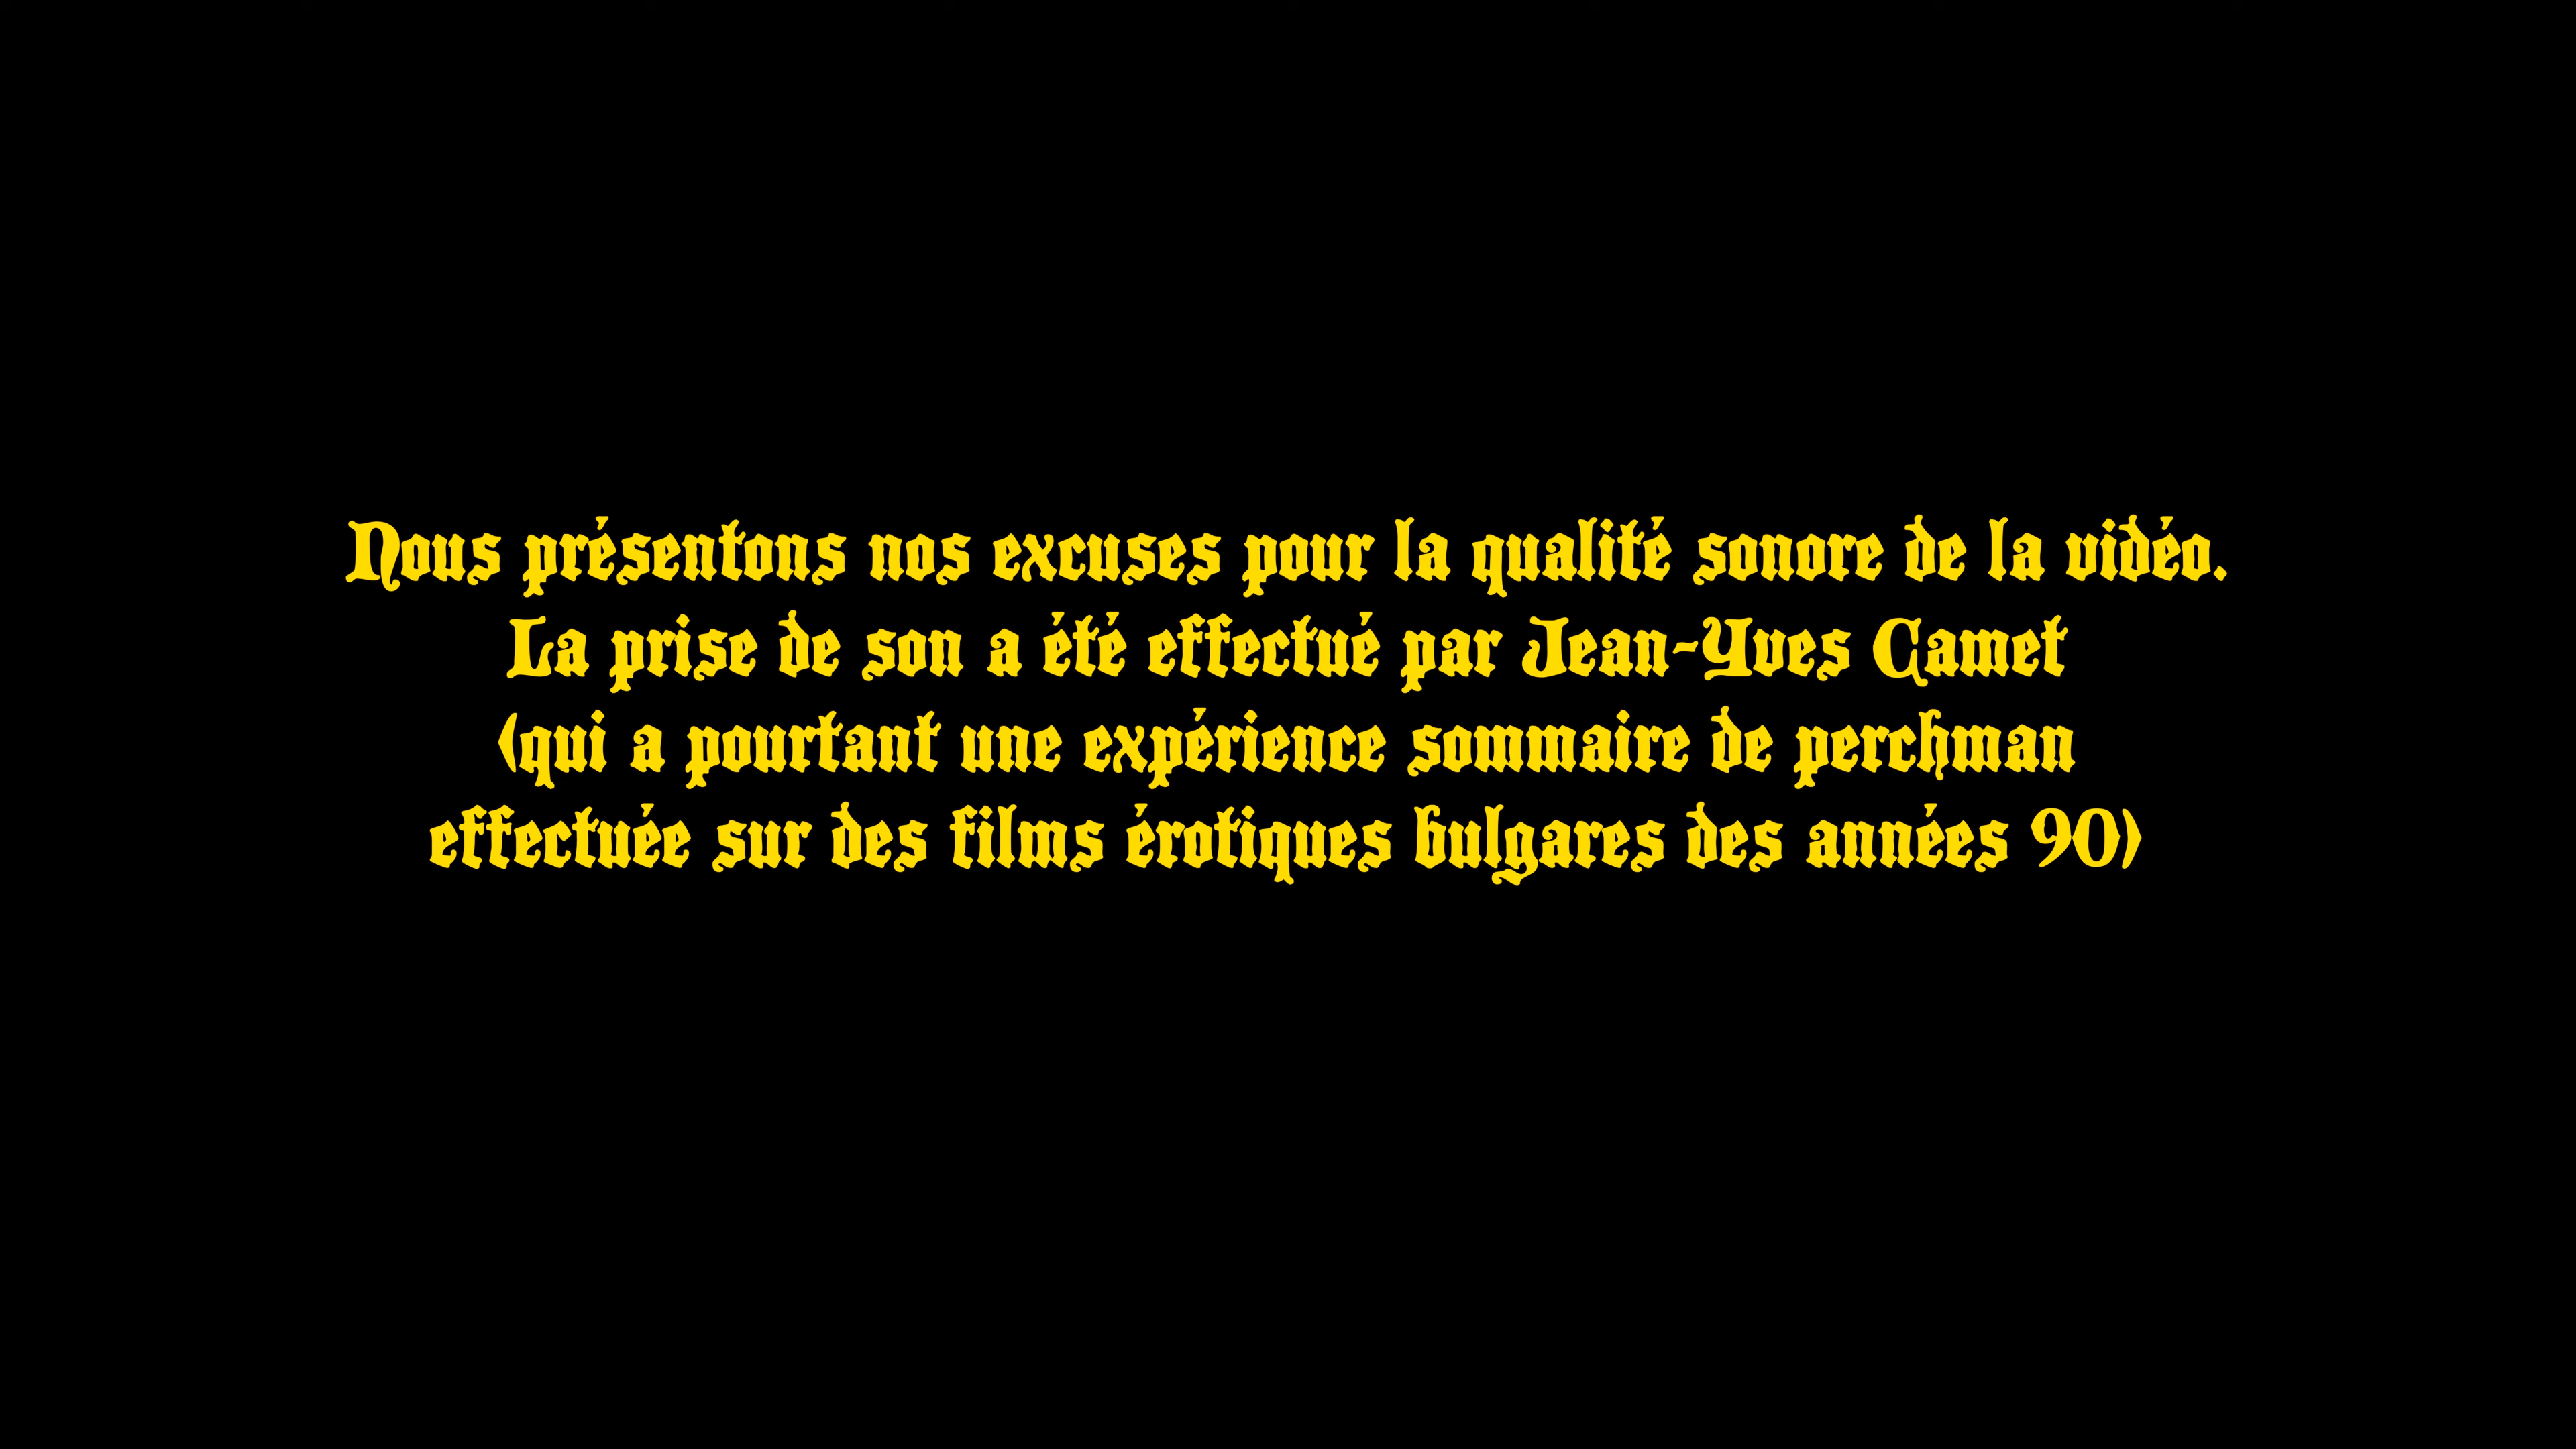 Nous présentons nos excuses pour la qualité sonore de la vidéo.
La prise de son a été effectué par Jean-Yves Camet
(qui a pourtant une expérience sommaire de perchman
effectuée sur des films érotiques bulgares des années 90)